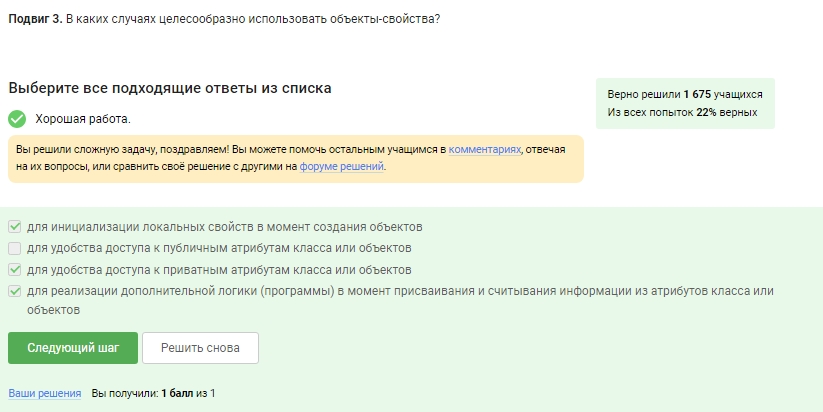 Подвиг 3. В каких случаях целесообразно использовать объекты-свойства?
Выберите все подходящие ответы из списка
Верно решили 1 675 учащихся
Из всех попыток 22% верных
Хорошая работа.
Вы решили сложную задачу, поздравляем! Вы можете помочь остальным учащимся в комментариях, отвечая
на их вопросы, или сравнить своё решение с другими на форуме решений.
для инициализации локальных свойств в момент создания объектов
для удобства доступа к публичным атрибутам класса или объектов
для удобства доступа к приватным атрибутам класса или объектов
для реализации дополнительной логики (программы) в момент присваивания и считывания информации из атрибутов класса или
объектов
Следующий шаг
Решить снова
Ваши решения Вы получили: 1 балл из 1